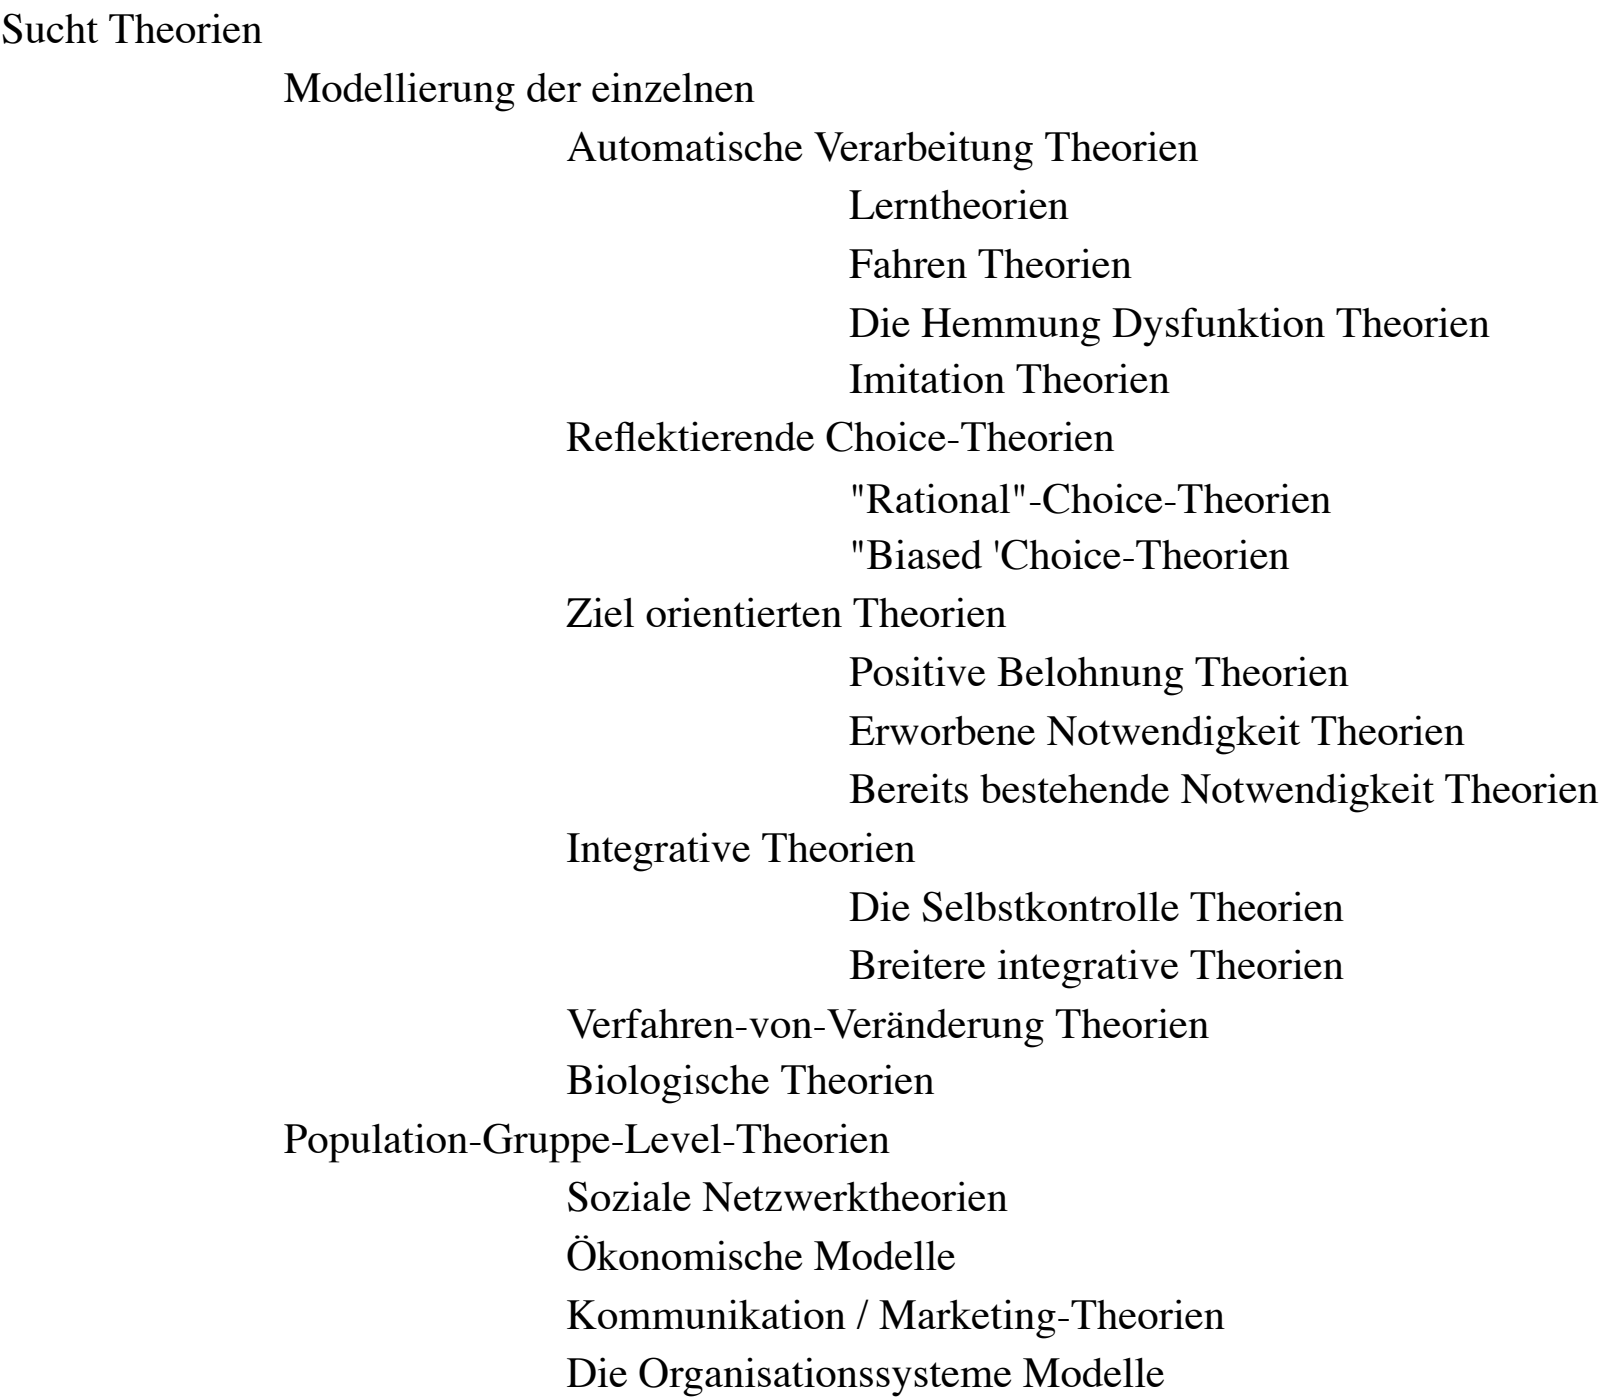 Sucht Theorien
Modellierung der einzelnen
Automatische Verarbeitung Theorien
Lerntheorien
Fahren Theorien
Die Hemmung Dysfunktion Theorien
Imitation Theorien
Reflektierende Choice-Theorien
"Rational"-Choice-Theorien
"Biased 'Choice-Theorien
Ziel orientierten Theorien
Positive Belohnung Theorien
Erworbene Notwendigkeit Theorien
Bereits bestehende Notwendigkeit Theorien
Integrative Theorien
Die Selbstkontrolle Theorien
Breitere integrative Theorien
Verfahren-von-Veränderung Theorien
Biologische Theorien
Population-Gruppe-Level-Theorien
Soziale Netzwerktheorien
Ökonomische Modelle
Kommunikation / Marketing-Theorien
Die Organisationssysteme Modelle